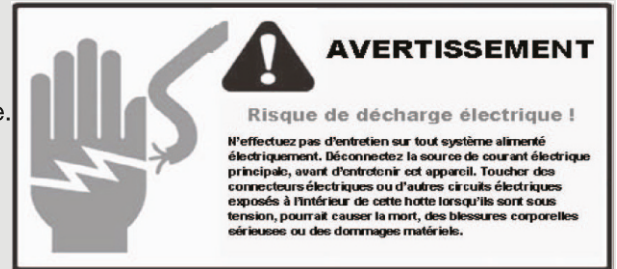 e.
AVERTISSEMENT
Risque de décharge électrique !
N'effectuez pas d'entretien sur tout système alimenté
électriquement. Déconnectez la source de courant électrique
principale, avant d'entretenir cet appareil. Toucher des
connecteurs électriques ou d'autres circuits électriques
exposés à l'intérieur de cette hotte lorsqu'ils sont sous
tension, pourrait causer la mort, des blessures corporelles
sérieuses ou des dommages matériels.